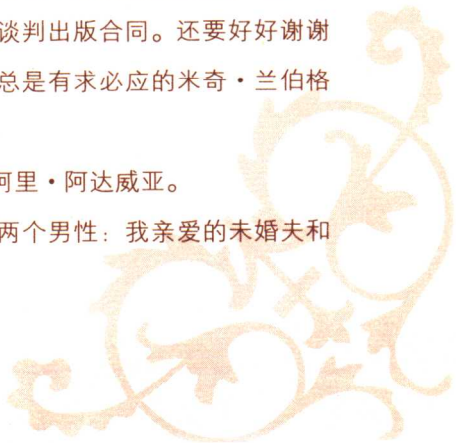 谈判出版合同。还要好好谢谢
总是有求必应的米奇·兰伯格
阿里·阿达威亚。
两个男性：我亲爱的未婚夫和